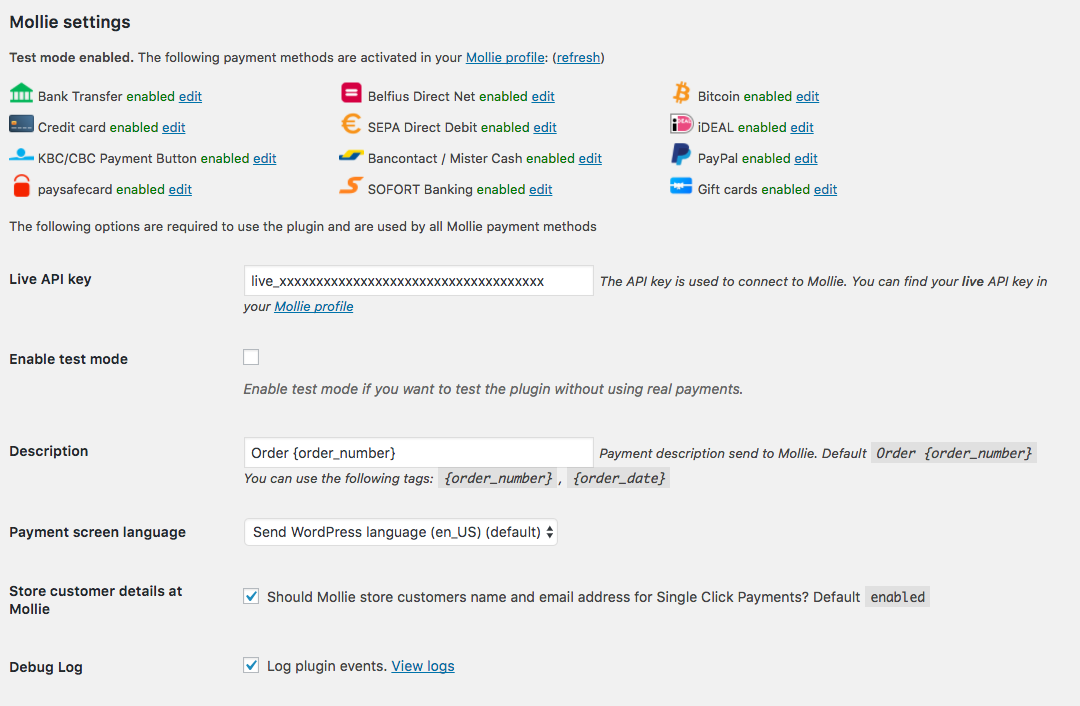 Mollie settings
Test mode enabled. The following payment methods are activated in your Mollie profile: (refresh)
Bank Transfer enabled edit
Belfius Direct Net enabled edit
Bitcoin enabled edit
Credit card enabled edit
SEPA Direct Debit enabled edit
iDEAL enabled edit
KBC/CBC Payment Button enabled edit
Bancontact / Mister Cash enabled edit
PayPal enabled edit
paysafecard enabled edit
SOFORT Banking enabled edit
Gift cards enabled edit
The following options are required to use the plugin and are used by all Mollie payment methods
Live API key
live_xxxxxxxxxxxxxxxxxxxxxxxxxxxxxxxxxxx
The API key is used to connect to Mollie. You can find your live API key in
your Mollie profile
Enable test mode
Enable test mode if you want to test the plugin without using real payments.
Description
Order {order_number}
Payment description send to Mollie. Default Order {order_number}
You can use the following tags: {order_number}, {order_date}
Payment screen language
Send WordPress language (en_US) (default)
Store customer details at
Mollie
Should Mollie store customers name and email address for Single Click Payments? Default enabled
Debug Log
Log plugin events. View logs